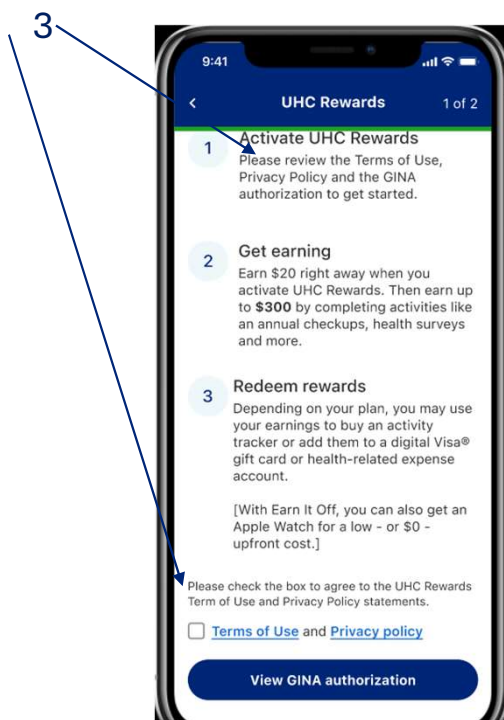 3
9:41
UHC Rewards 1 of 2
1 Activate UHC Rewards
Please review the Terms of Use,
Privacy Policy and the GINA
authorization to get started.
2 Get earning
Earn $20 right away when you
activate UHC Rewards. Then earn up
to $300 by completing activities like
an annual checkups, health surveys
and more.
3 Redeem rewards
Depending on your plan, you may use
your earnings to buy an activity
tracker or add them to a digital Visa®
gift card or health-related expense
account.
[With Earn It Off, you can also get an
Apple Watch for a low - or $0 -
upfront cost.]
Please check the box to agree to the UHC Rewards
Term of Use and Privacy Policy statements.
Terms of Use and Privacy policy
View GINA authorization